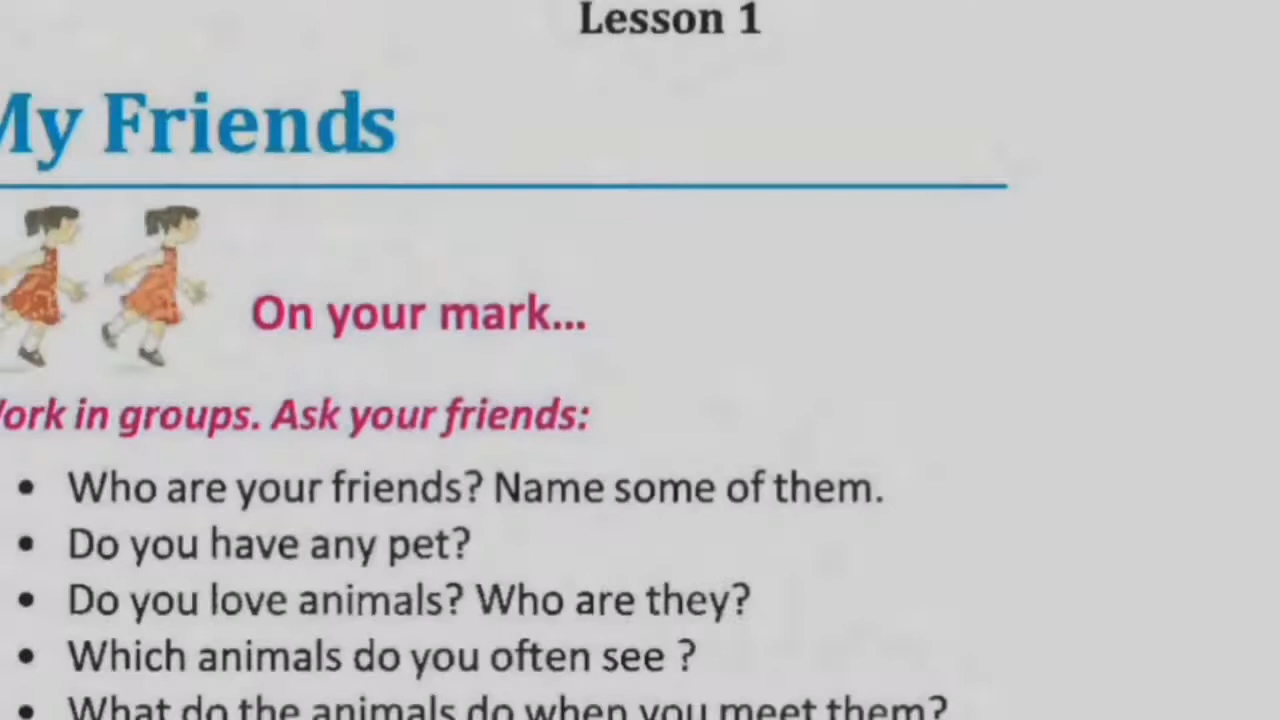 Lesson 1
My Friends
On your mark...
Work in groups. Ask your friends:
• Who are your friends? Name some of them.
• Do you have any pet?
• Do you love animals? Who are they?
• Which animals do you often see ?
• What do the animals do when you meet them?